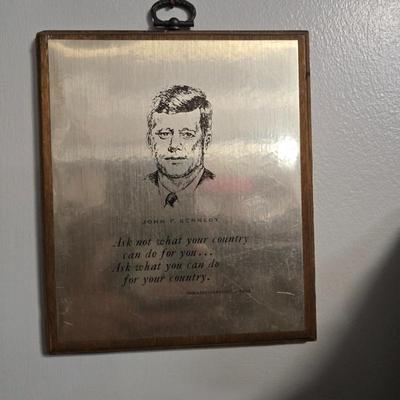 JOHN F. KENNEDY
Ask not what your country
can do for you...
Ask what you can do
for your country.